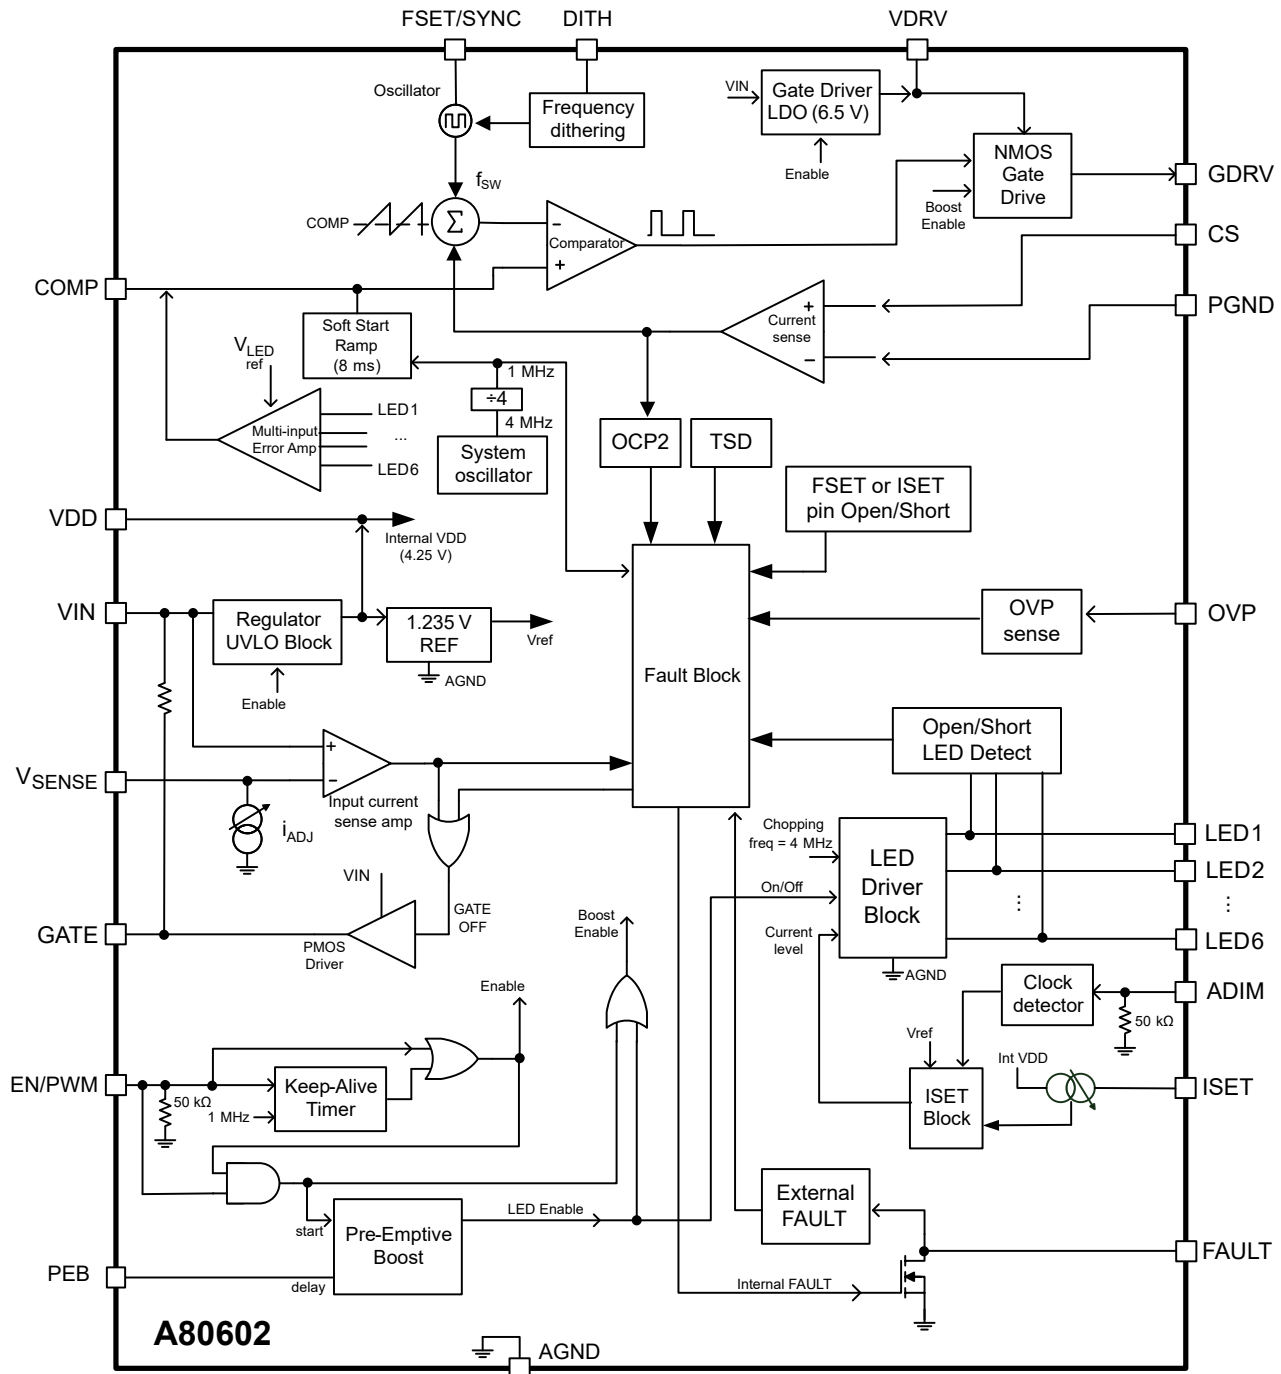 FSET/SYNC
DITH
VDRV
Oscillator
Frequency
dithering
VIN
Gate Driver
LDO (6.5 V)
Enable
NMOS
Gate
Drive
GDRV
Boost
Enable
fSW
COMP
Σ
−
Comparator
+
CS
COMP
PGND
+
Current
sense
−
Soft Start
Ramp
(8 ms)
VLED
ref
1 MHz
÷4
4 MHz
System
oscillator
LED1
Multi-input
Error Amp
...
LED6
OCP2
TSD
FSET or ISET
pin Open/Short
VDD
Internal VDD
(4.25 V)
VIN
Regulator
UVLO Block
Enable
1.235 V
REF
Vref
AGND
Fault Block
OVP
sense
OVP
Open/Short
LED Detect
+
−
Input current
sense amp
VSENSE
iADJ
Chopping
freq = 4 MHz
LED
Driver
Block
LED1
LED2
⋮
⋮
LED6
On/Off
Current
level
AGND
VIN
GATE
OFF
GATE
PMOS
Driver
Boost
Enable
Enable
Clock
detector
ADIM
50 kΩ
Vref
Int VDD
ISET
ISET
Block
EN/PWM
50 kΩ
1 MHz
Keep-Alive
Timer
start
Pre-Emptive
Boost
LED Enable
External
FAULT
FAULT
PEB
delay
Internal FAULT
A80602
AGND